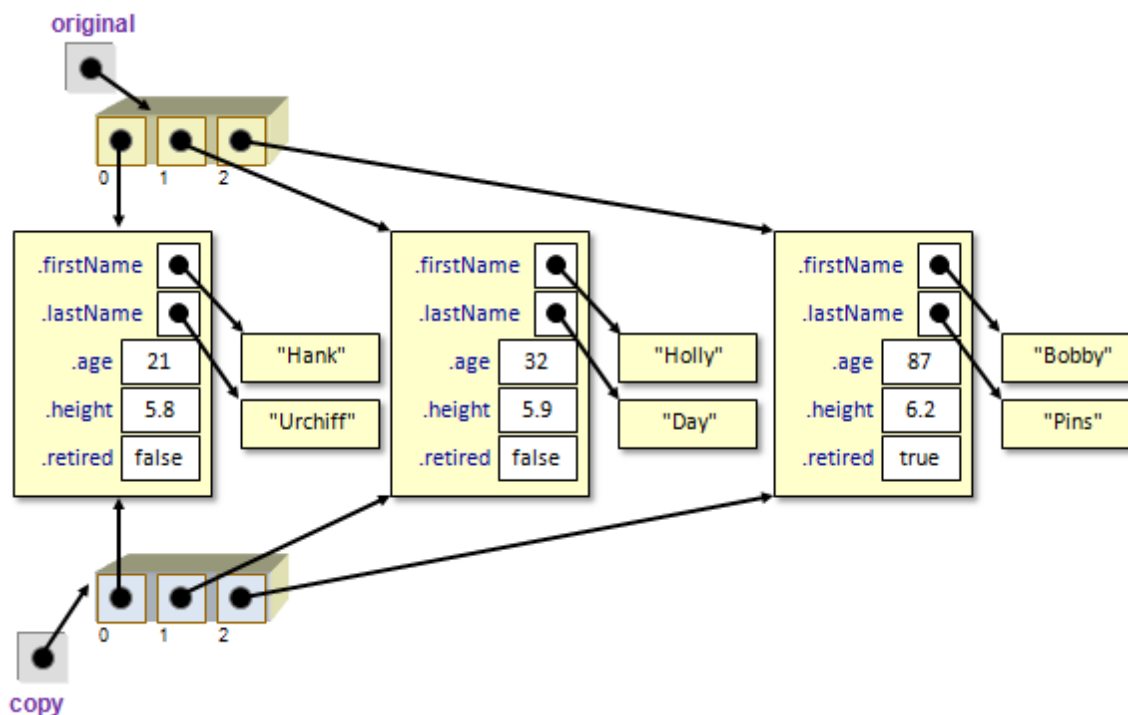 original
0 1 2
.firstName .firstName .firstName
.lastName .lastName .lastName
"Hank" "Holly" "Bobby"
.age 21 .age 32 .age 87
.height 5.8 .height 5.9 .height 6.2
"Urchiff" "Day" "Pins"
.retired false .retired false .retired true
0 1 2
copy